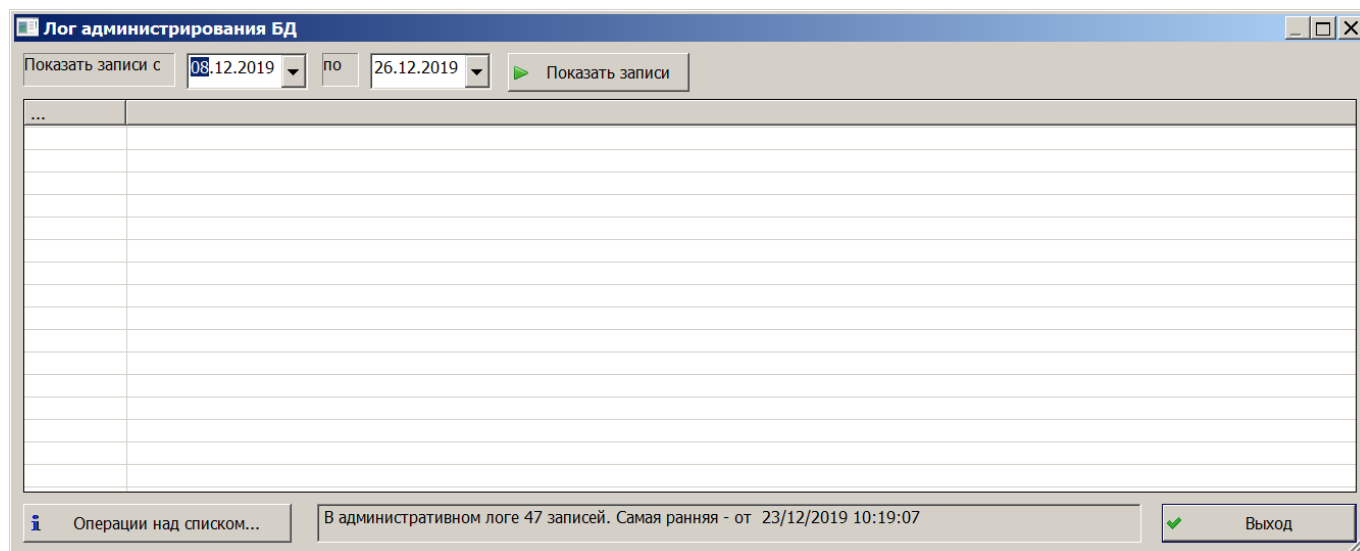 Лог администрирования БД
Показать записи с 08.12.2019 по 26.12.2019 Показать записи
...
Операции над списком... В административном логе 47 записей. Самая ранняя - от 23/12/2019 10:19:07 Выход